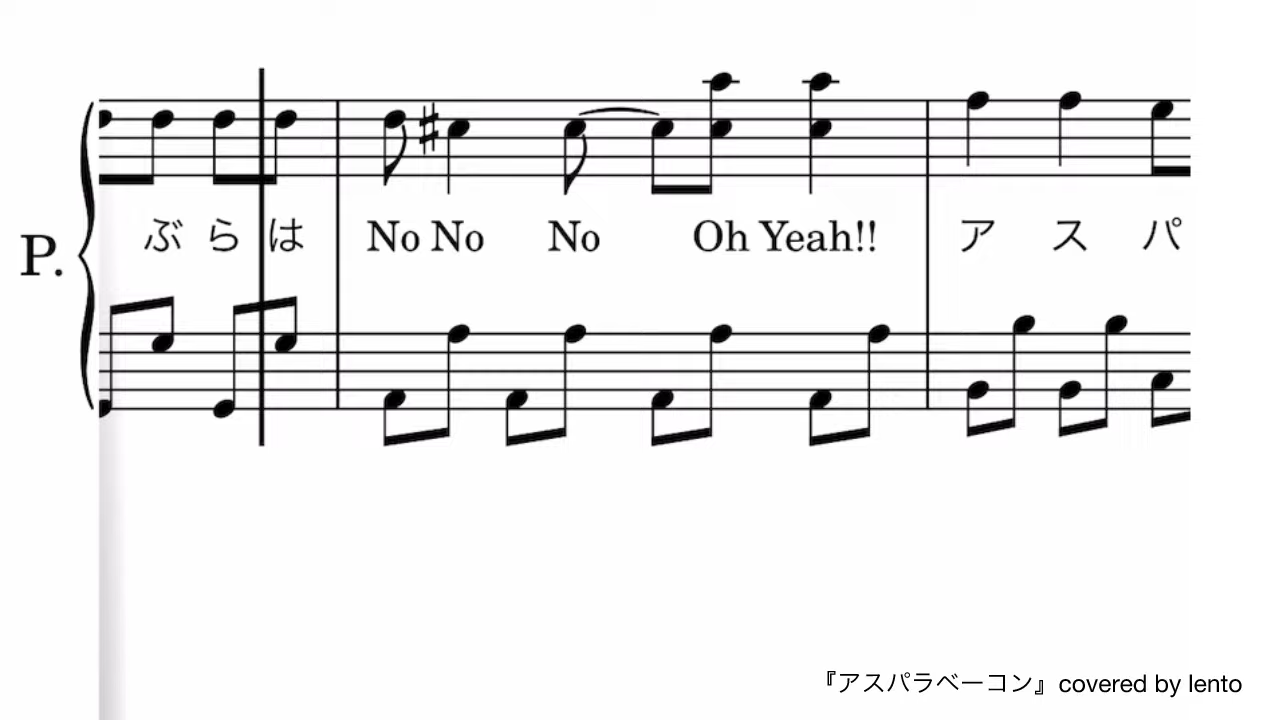 ぶ ら は No No No Oh Yeah!! ア ス パ
P.
『アスパラベーコン』covered by lento